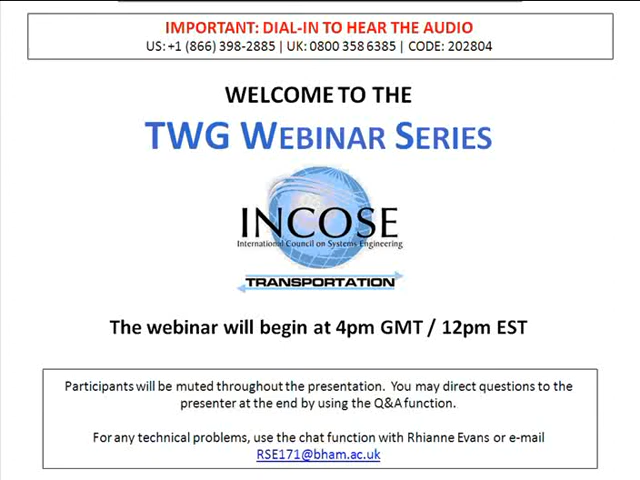 IMPORTANT: DIAL-IN TO HEAR THE AUDIO
US: +1 (866) 398-2885 | UK: 0800 358 6385 | CODE: 202804
WELCOME TO THE
TWG WEBINAR SERIES
INCOSE
International Council on Systems Engineering
TRANSPORTATION
The webinar will begin at 4pm GMT / 12pm EST
Participants will be muted throughout the presentation. You may direct questions to the
presenter at the end by using the Q&A function.
For any technical problems, use the chat function with Rhianne Evans or e-mail
RSE171@bham.ac.uk